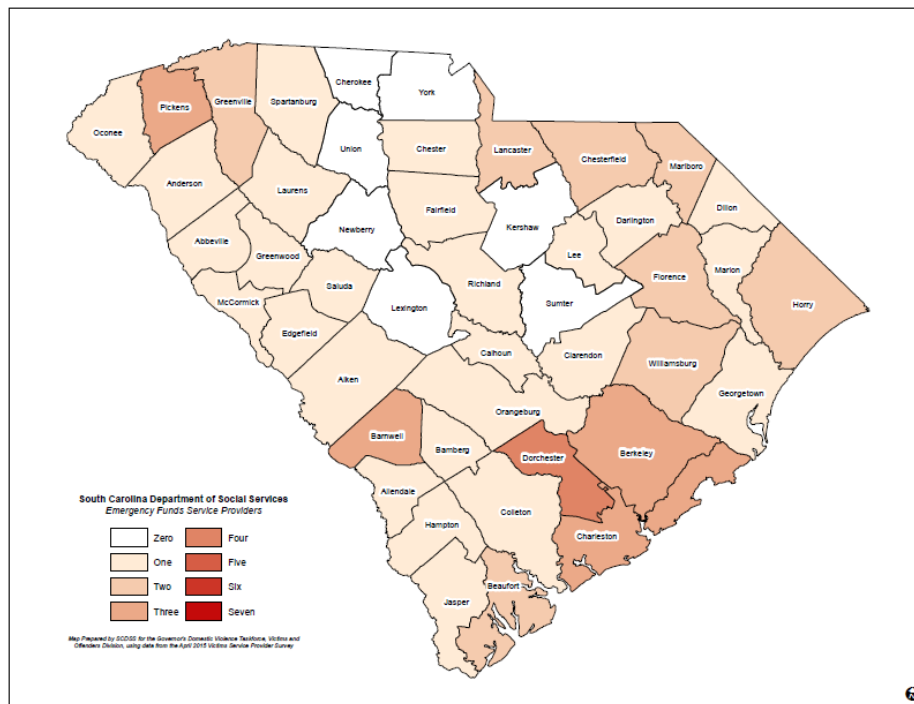 Cherokee
York
Greenville
Spartanburg
Pickens
Oconee
Union
Chester
Lancaster
Chesterfield
Marlboro
Anderson
Laurens
Fairfield
Darlington
Dillon
Newberry
Kershaw
Abbeville
Greenwood
Lee
Marion
Florence
Saluda
Richland
Horry
McCormick
Lexington
Sumter
Edgefield
Calhoun
Clarendon
Williamsburg
Aiken
Georgetown
Orangeburg
Barnwell
Bamberg
Dorchester
Berkeley
Allendale
Colleton
Hampton
Charleston
Beaufort
Jasper
South Carolina Department of Social Services
Emergency Funds Service Providers
Zero
Four
One
Five
Two
Six
Three
Seven
Map Prepared by SCDSS for the Governor's Domestic Violence Taskforce, Victims and
Offenders Division, using data from the April 2015 Victims Service Provider Survey